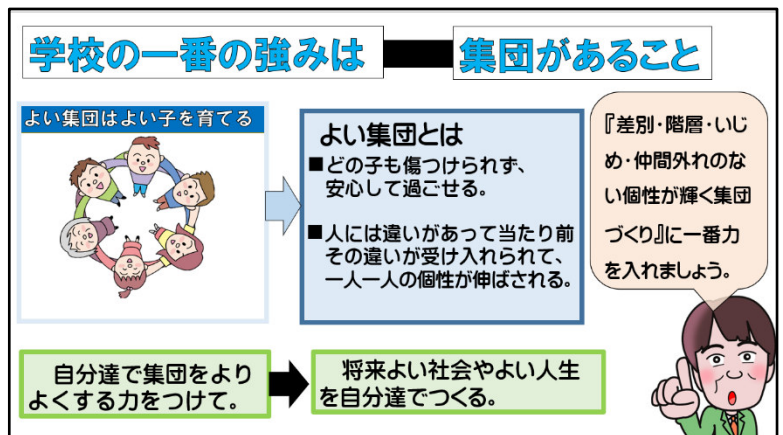 学校の一番の強みは
集団があること
よい集団はよい子を育てる
よい集団とは
■どの子も傷つけられず、
安心して過ごせる。
■人には違いがあって当たり前
その違いが受け入れられて、
一人一人の個性が伸ばされる。
『差別・階層・いじ
め・仲間外れのな
い個性が輝く集団
づくり』に一番力
を入れましょう。
自分達で集団をより
よくする力をつけて。
将来よい社会やよい人生
を自分達でつくる。